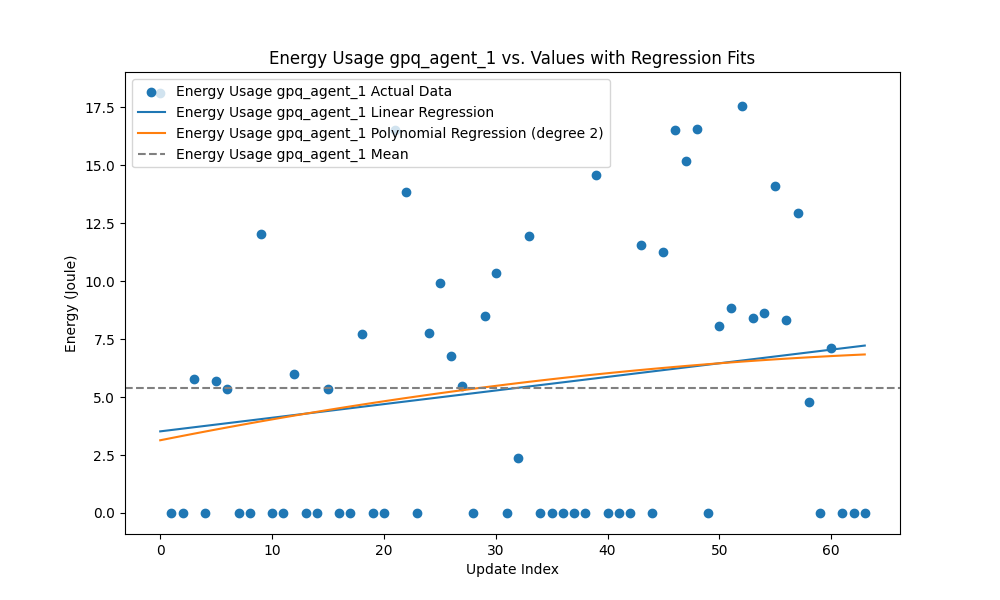 Energy Usage gpq_agent_1 vs. Values with Regression Fits
Energy Usage gpq_agent_1 Actual Data
Energy Usage gpq_agent_1 Linear Regression
Energy Usage gpq_agent_1 Polynomial Regression (degree 2)
Energy Usage gpq_agent_1 Mean
17.5
15.0
12.5
10.0
7.5
5.0
2.5
0.0
Energy (Joule)
0 10 20 30 40 50 60
Update Index